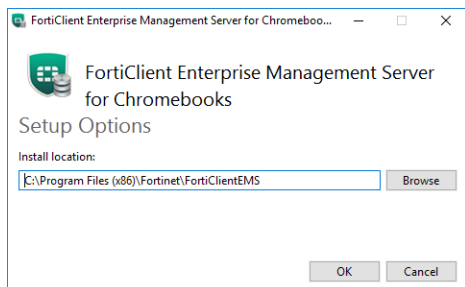 FortiClient Enterprise Management Server for Chromeboo...
FortiClient Enterprise Management Server
for Chromebooks
Setup Options
Install location:
C:\Program Files (x86)\Fortinet\FortiClientEMS
Browse
OK
Cancel